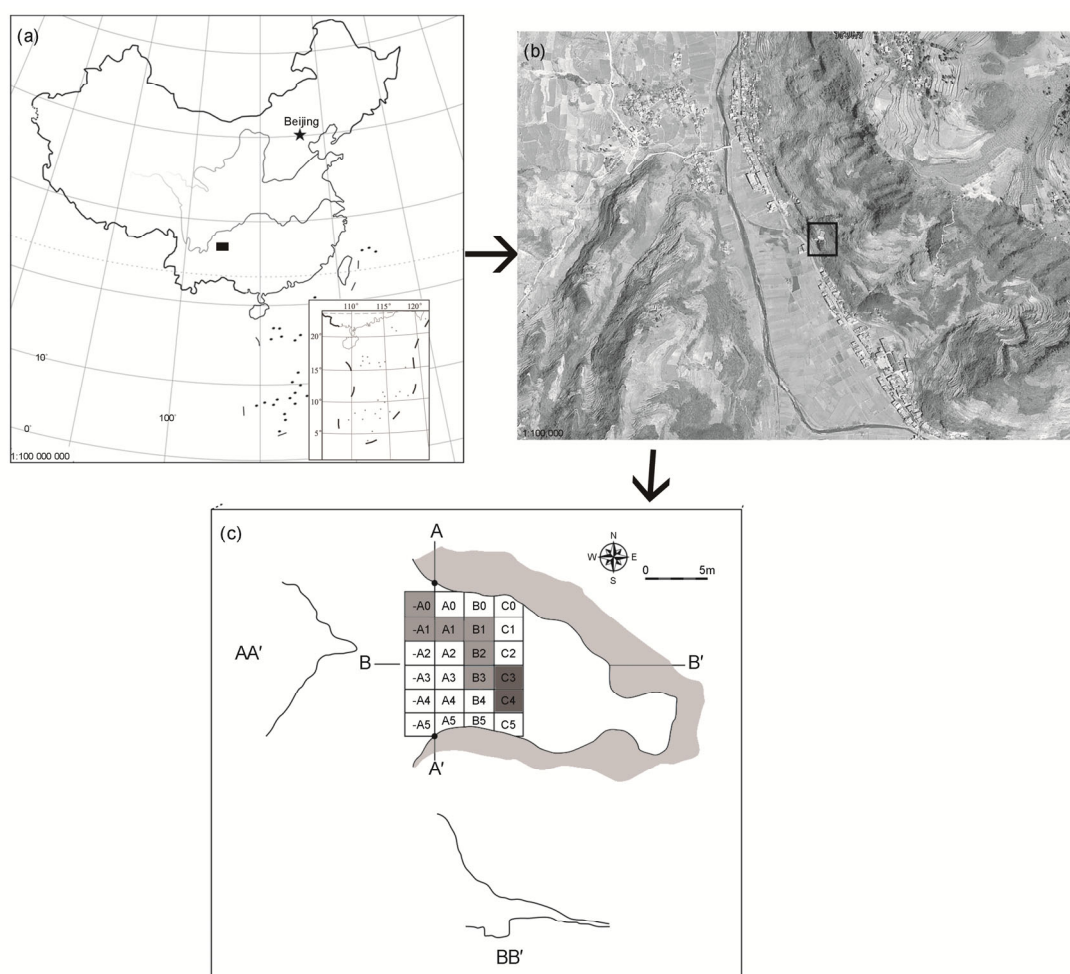 (a)
Beijing
110° 115° 120°
20°
15°
10°
5°
10°
100°
0°
1:100 000 000
(b)
1:100 000
(c)
A
N
W E
S
0 5m
-A0 A0 B0 C0
-A1 A1 B1 C1
-A2 A2 B2 C2
AA′
B B′
-A3 A3 B3 C3
-A4 A4 B4 C4
-A5 A5 B5 C5
A′
BB′